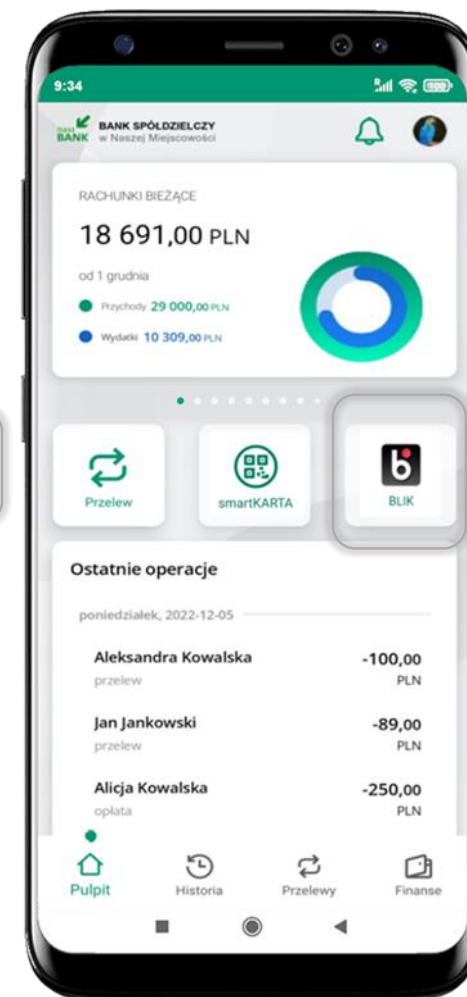 9:34
100
nasz BANK
BANK SPÓŁDZIELCZY
w Naszej Miejscowości
RACHUNKI BIEŻĄCE
18 691,00 PLN
od 1 grudnia
Przychody 29 000,00 PLN
Wydatki 10 309,00 PLN
Przelew
smartKARTA
b
BLIK
Ostatnie operacje
poniedziałek, 2022-12-05
Aleksandra Kowalska -100,00
przelew PLN
Jan Jankowski -89,00
przelew PLN
Alicja Kowalska -250,00
opłata PLN
Pulpit Historia Przelewy Finanse